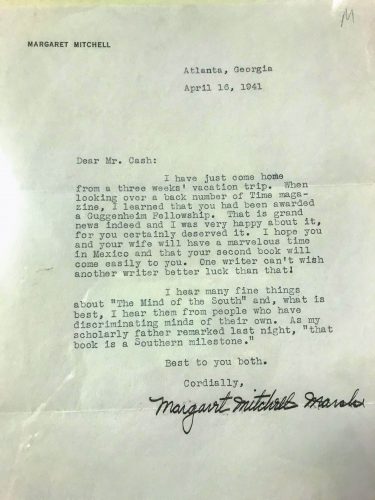 M
MARGARET MITCHELL
Atlanta, Georgia
April 16, 1941
Dear Mr. Cash:
I have just come home
from a three weeks' vacation trip. When
looking over a back number of Time maga-
zine, I learned that you had been awarded
a Guggenheim Fellowship. That is grand
news indeed and I was very happy about it,
for you certainly deserved it. I hope you
and your wife will have a marvelous time
in Mexico and that your second book will
come easily to you. One writer can't wish
another writer better luck than that!
I hear many fine things
about "The Mind of the South" and, what is
best, I hear them from people who have
discriminating minds of their own. As my
scholarly father remarked last night, "that
book is a Southern milestone."
Best to you both.
Cordially,
Margaret Mitchell Marsh